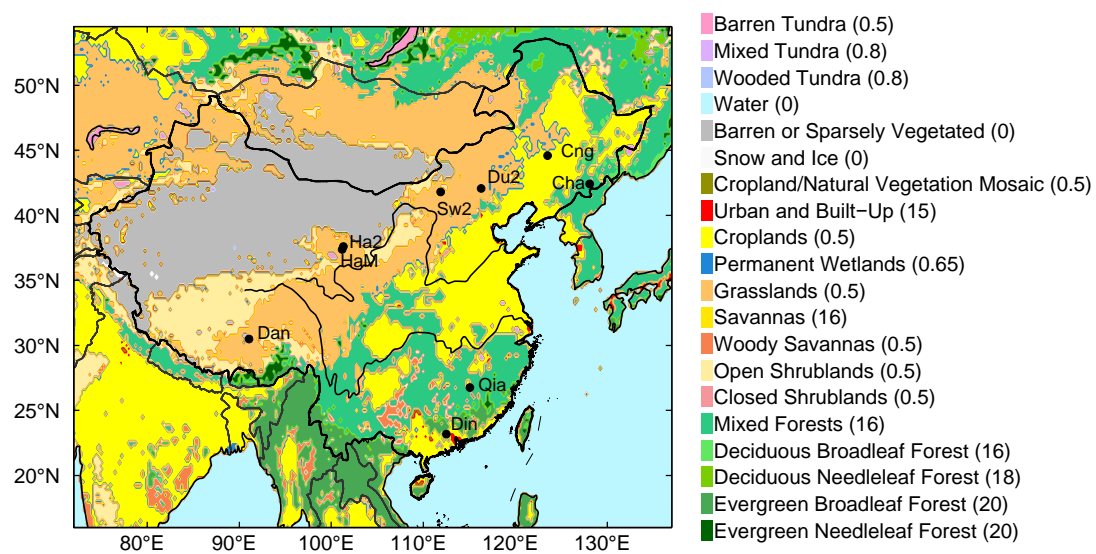 50°N
45°N
40°N
35°N
30°N
25°N
20°N
80°E
90°E
100°E
110°E
120°E
130°E
Cng
Cha
Du2
Sw2
Ha2
HaM
Dan
Qia
Din
Barren Tundra (0.5)
Mixed Tundra (0.8)
Wooded Tundra (0.8)
Water (0)
Barren or Sparsely Vegetated (0)
Snow and Ice (0)
Cropland/Natural Vegetation Mosaic (0.5)
Urban and Built−Up (15)
Croplands (0.5)
Permanent Wetlands (0.65)
Grasslands (0.5)
Savannas (16)
Woody Savannas (0.5)
Open Shrublands (0.5)
Closed Shrublands (0.5)
Mixed Forests (16)
Deciduous Broadleaf Forest (16)
Deciduous Needleleaf Forest (18)
Evergreen Broadleaf Forest (20)
Evergreen Needleleaf Forest (20)